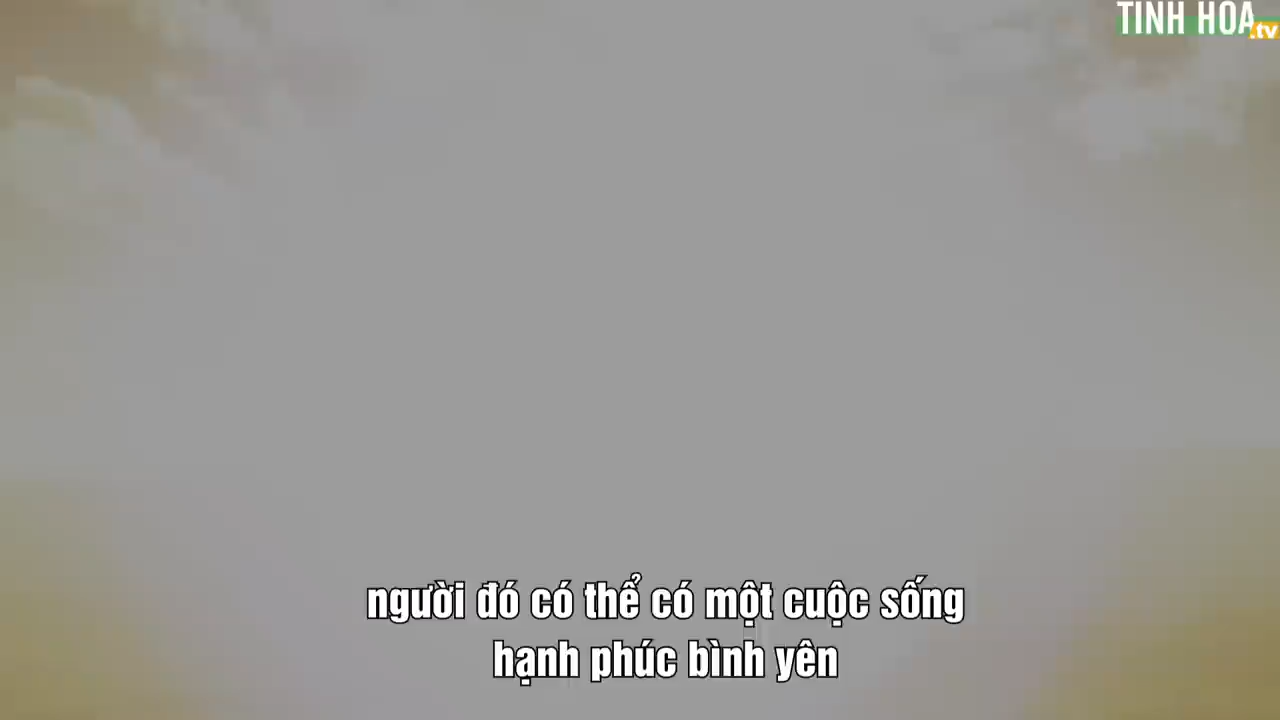 TINH HOA
.tv
người đó có thể có một cuộc sống
hạnh phúc bình yên